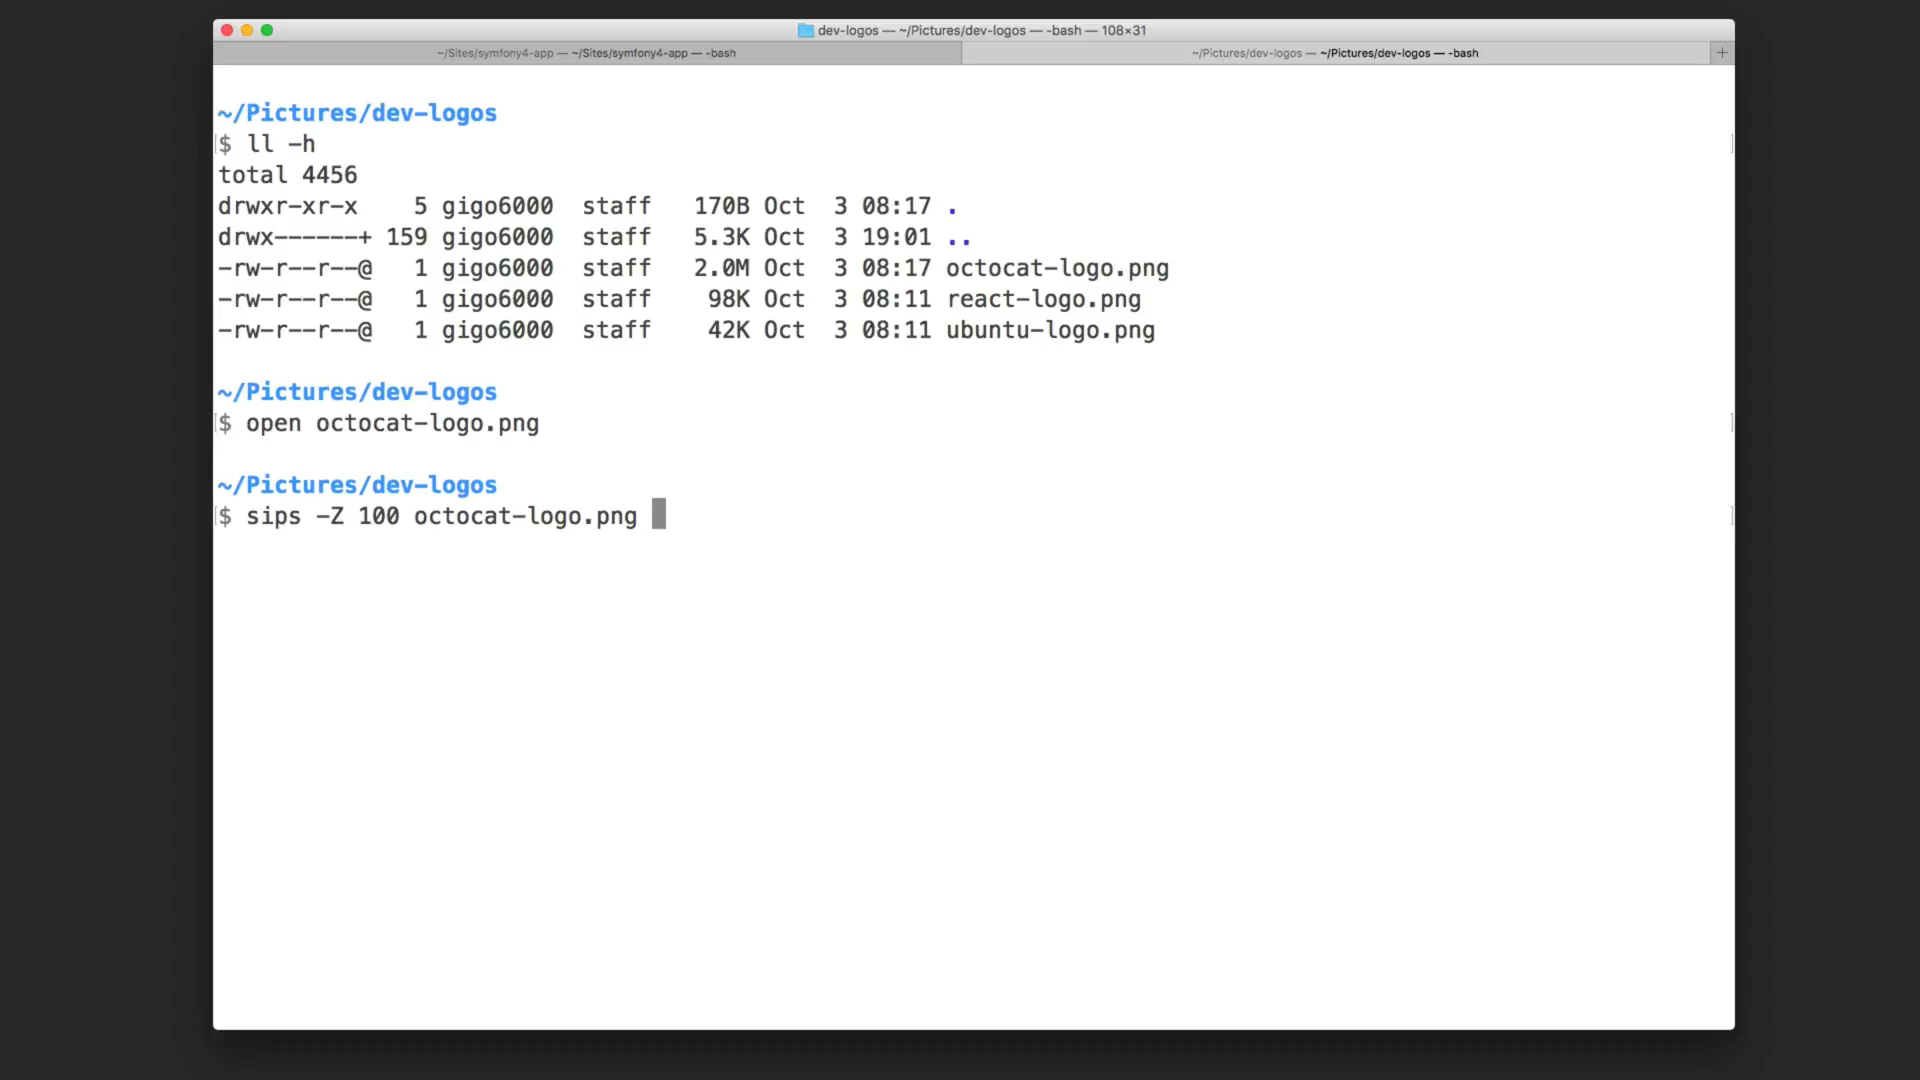 dev-logos — ~/Pictures/dev-logos — -bash — 108×31
~/Sites/symfony4-app — ~/Sites/symfony4-app — -bash
~/Pictures/dev-logos — ~/Pictures/dev-logos — -bash
~/Pictures/dev-logos
$ ll -h
total 4456
drwxr-xr-x    5 gigo6000  staff   170B Oct  3 08:17 .
drwx------+ 159 gigo6000  staff   5.3K Oct  3 19:01 ..
-rw-r--r--@   1 gigo6000  staff   2.0M Oct  3 08:17 octocat-logo.png
-rw-r--r--@   1 gigo6000  staff    98K Oct  3 08:11 react-logo.png
-rw-r--r--@   1 gigo6000  staff    42K Oct  3 08:11 ubuntu-logo.png
~/Pictures/dev-logos
$ open octocat-logo.png
~/Pictures/dev-logos
$ sips -Z 100 octocat-logo.png